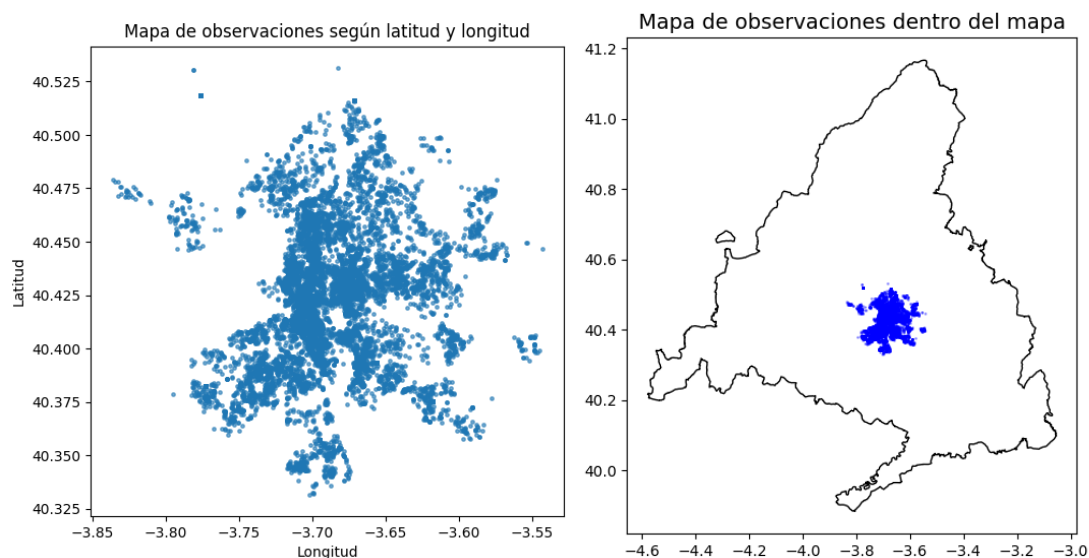 Mapa de observaciones según latitud y longitud
40.525
40.500
40.475
40.450
40.425
40.400
40.375
40.350
40.325
Latitud
−3.85 −3.80 −3.75 −3.70 −3.65 −3.60 −3.55
Longitud
Mapa de observaciones dentro del mapa
41.2
41.0
40.8
40.6
40.4
40.2
40.0
−4.6 −4.4 −4.2 −4.0 −3.8 −3.6 −3.4 −3.2 −3.0